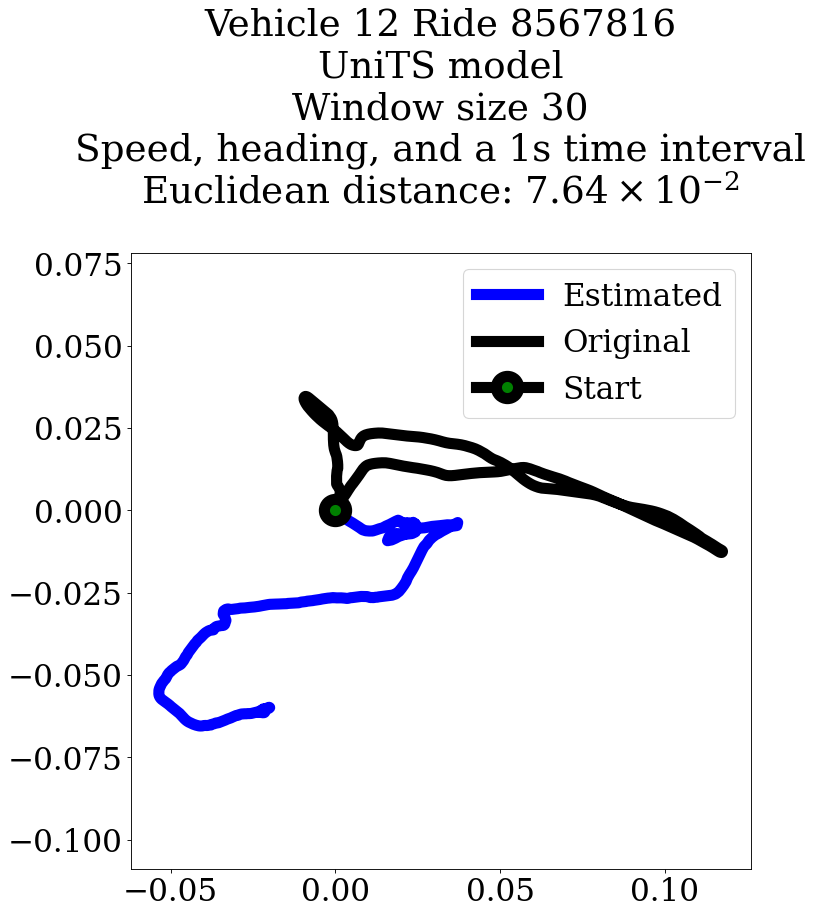 Vehicle 12 Ride 8567816
UniTS model
Window size 30
Speed, heading, and a 1s time interval
Euclidean distance: 7.64 × 10⁻²
Estimated
Original
Start
0.075
0.050
0.025
0.000
−0.025
−0.050
−0.075
−0.100
−0.05 0.00 0.05 0.10